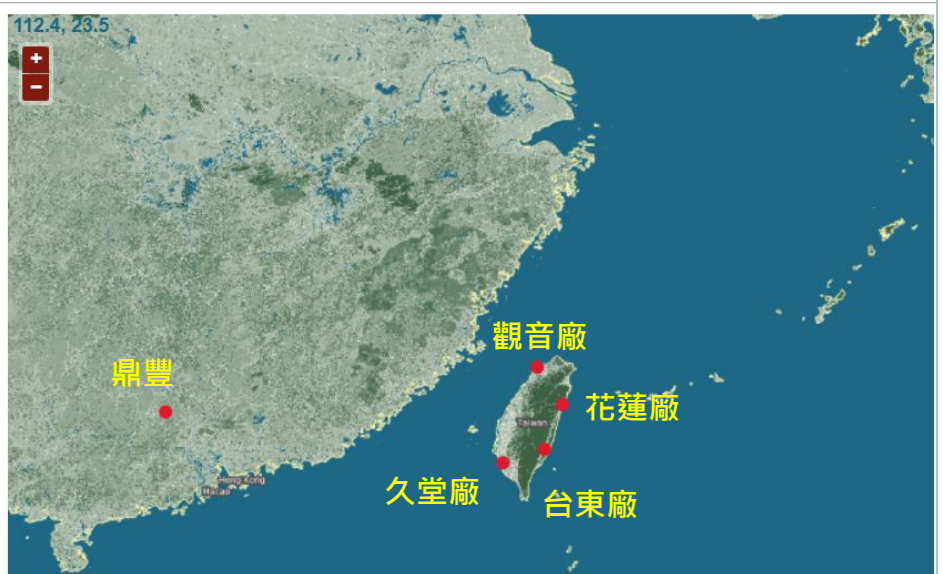 112.4, 23.5
+
−
觀音廠
鼎豐
花蓮廠
Taiwan
Hong Kong
Macao
久堂廠
台東廠